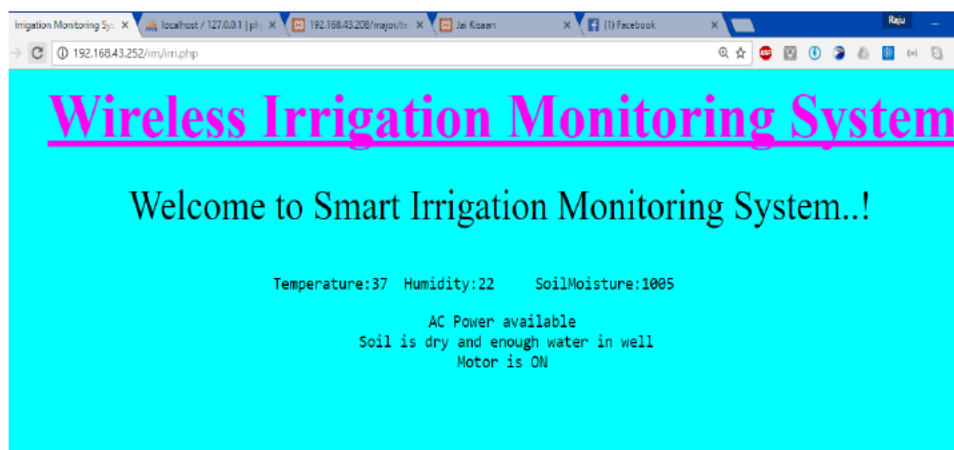 Irrigation Monitoring Sys
localhost / 127.0.0.1 | php
192.168.43.208/major/te
Jai Kisaan
(1) Facebook
Raju
192.168.43.252/irri/irri.php
Wireless Irrigation Monitoring System
Welcome to Smart Irrigation Monitoring System..!
Temperature:37 Humidity:22 SoilMoisture:1005
AC Power available
Soil is dry and enough water in well
Motor is ON